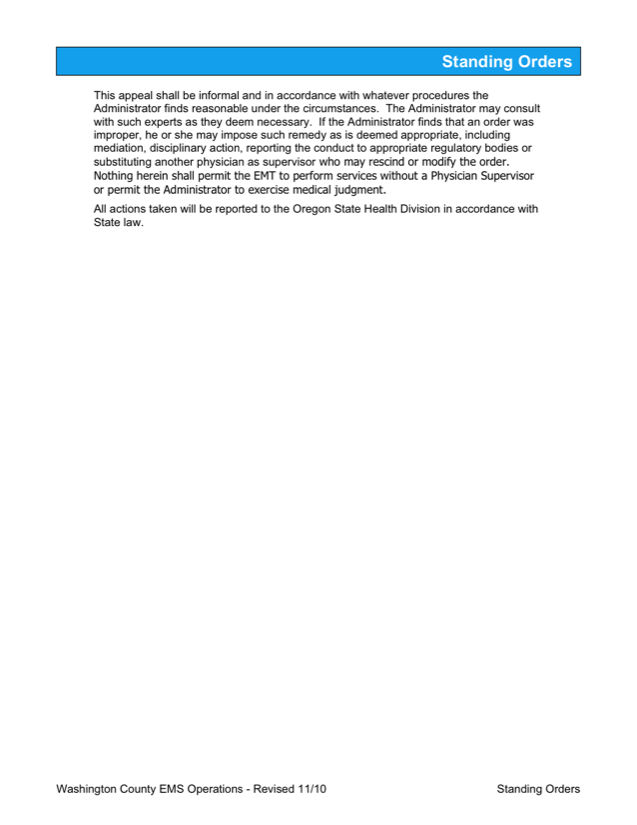 Standing Orders
This appeal shall be informal and in accordance with whatever procedures the
Administrator finds reasonable under the circumstances.  The Administrator may consult
with such experts as they deem necessary.  If the Administrator finds that an order was
improper, he or she may impose such remedy as is deemed appropriate, including
mediation, disciplinary action, reporting the conduct to appropriate regulatory bodies or
substituting another physician as supervisor who may rescind or modify the order.
Nothing herein shall permit the EMT to perform services without a Physician Supervisor
or permit the Administrator to exercise medical judgment.
All actions taken will be reported to the Oregon State Health Division in accordance with
State law.
Washington County EMS Operations - Revised 11/10 Standing Orders